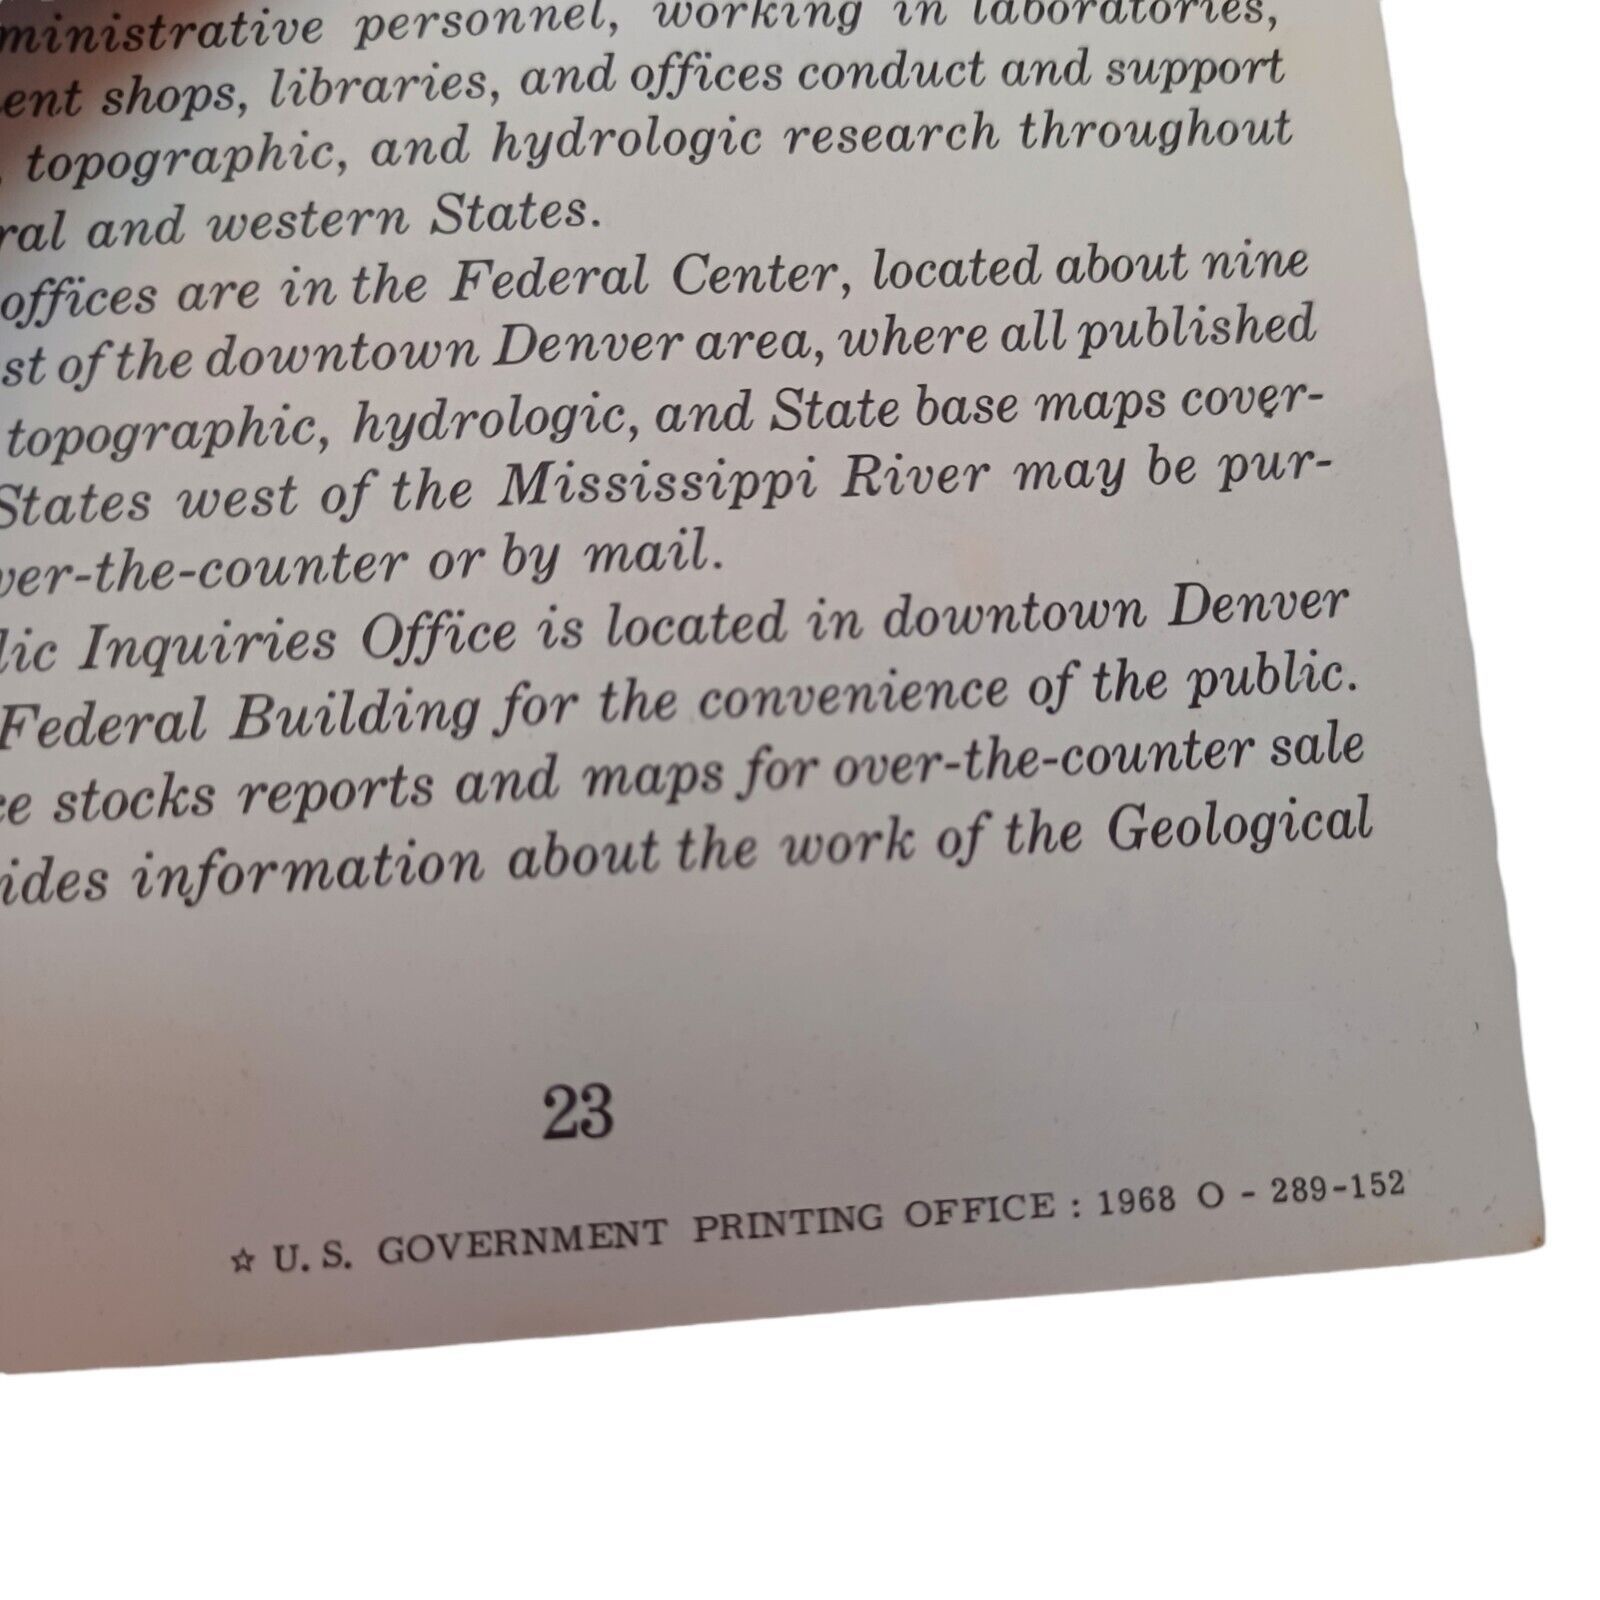 ministrative personnel, working in laboratories,
ent shops, libraries, and offices conduct and support
, topographic, and hydrologic research throughout
ral and western States.
offices are in the Federal Center, located about nine
st of the downtown Denver area, where all published
topographic, hydrologic, and State base maps cover-
States west of the Mississippi River may be pur-
ver-the-counter or by mail.
lic Inquiries Office is located in downtown Denver
Federal Building for the convenience of the public.
ce stocks reports and maps for over-the-counter sale
ides information about the work of the Geological
23
☆ U. S. GOVERNMENT PRINTING OFFICE : 1968 O - 289-152